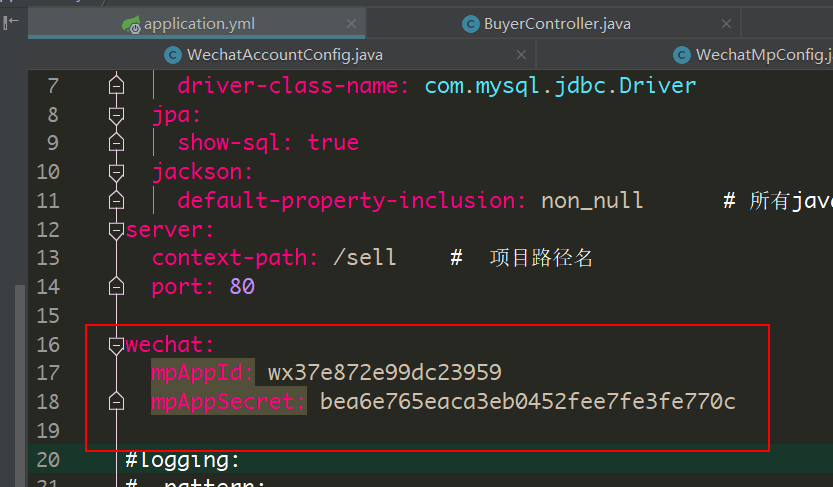 application.yml
BuyerController.java
WechatAccountConfig.java
WechatMpConfig.j
7 driver-class-name: com.mysql.jdbc.Driver
8 jpa:
9 show-sql: true
10 jackson:
11 default-property-inclusion: non_null # 所有jav
12 server:
13 context-path: /sell # 项目路径名
14 port: 80
15
16 wechat:
17 mpAppId: wx37e872e99dc23959
18 mpAppSecret: bea6e765eaca3eb0452fee7fe3fe770c
19
20 #logging:
21 # pattern: